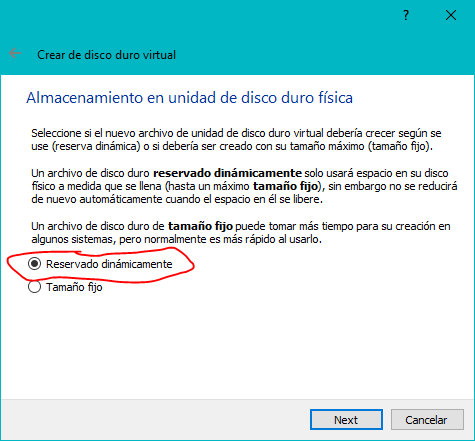 ?
Crear de disco duro virtual
Almacenamiento en unidad de disco duro física
Seleccione si el nuevo archivo de unidad de disco duro virtual debería crecer según se
use (reserva dinámica) o si debería ser creado con su tamaño máximo (tamaño fijo).
Un archivo de disco duro reservado dinámicamente solo usará espacio en su disco
físico a medida que se llena (hasta un máximo tamaño fijo), sin embargo no se reducirá
de nuevo automáticamente cuando el espacio en él se libere.
Un archivo de disco duro de tamaño fijo puede tomar más tiempo para su creación en
algunos sistemas, pero normalmente es más rápido al usarlo.
Reservado dinámicamente
Tamaño fijo
Next Cancelar